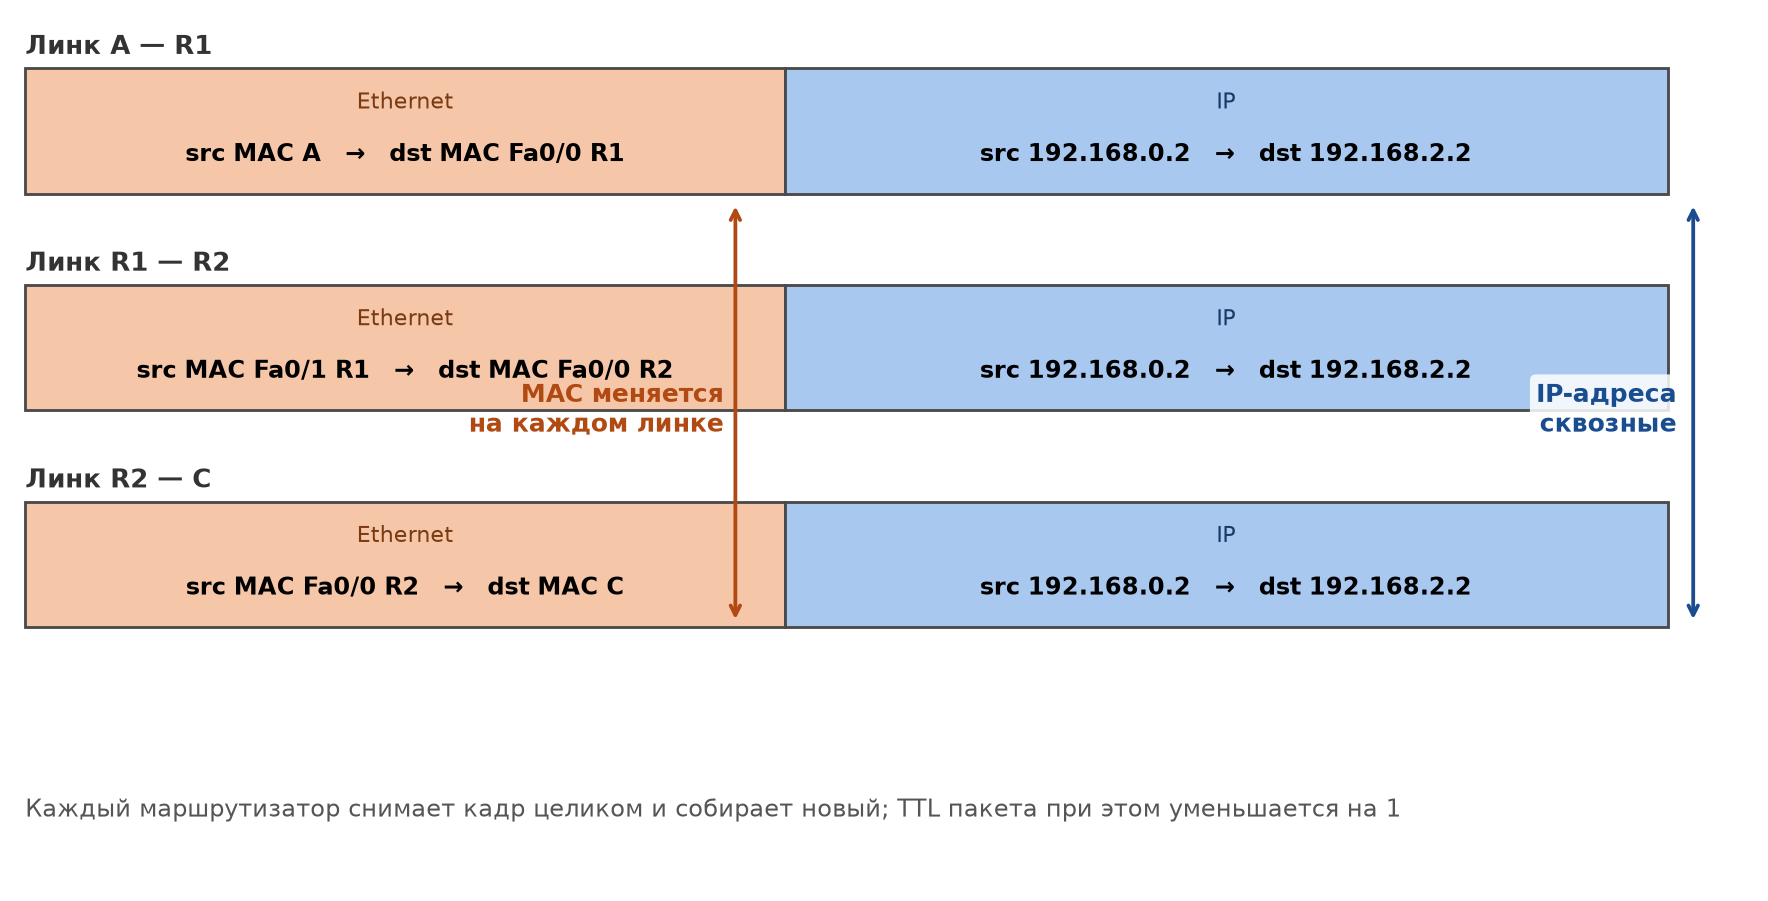 Линк A — R1
Ethernet
IP
src MAC A → dst MAC Fa0/0 R1
src 192.168.0.2 → dst 192.168.2.2
Линк R1 — R2
Ethernet
IP
src MAC Fa0/1 R1 → dst MAC Fa0/0 R2
src 192.168.0.2 → dst 192.168.2.2
MAC меняется
на каждом линке
IP-адреса
сквозные
Линк R2 — C
Ethernet
IP
src MAC Fa0/0 R2 → dst MAC C
src 192.168.0.2 → dst 192.168.2.2
Каждый маршрутизатор снимает кадр целиком и собирает новый; TTL пакета при этом уменьшается на 1